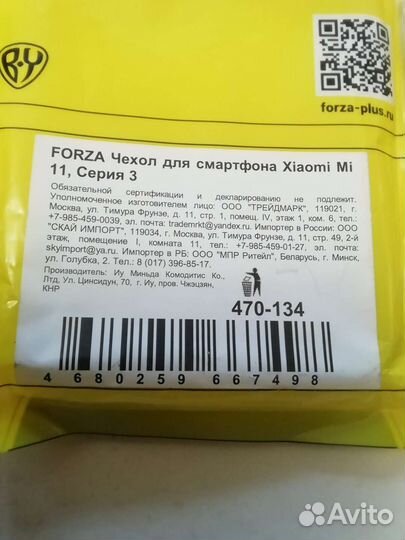 B·Y
forza-plus.ru
FORZA Чехол для смартфона Xiaomi Mi
11, Серия 3
Обязательной сертификации и декларированию не подлежит.
Уполномоченное изготовителем лицо: ООО "ТРЕЙДМАРК", 119021, г.
Москва, ул. Тимура Фрунзе, д. 11, стр. 1, помещ. IV, этаж 1, ком. 6, тел.:
+7-985-459-0039, эл. почта: trademrkt@yandex.ru. Импортер в России: ООО
"СКАЙ ИМПОРТ", 119034, г. Москва, ул. Тимура Фрунзе, д. 11, стр. 49, 2-й
этаж, помещение I, комната 11, тел.: +7-985-459-01-27, эл. почта:
skyimport@ya.ru. Импортер в РБ: ООО "МПР Ритейл", Беларусь, г. Минск,
ул. Голубка, 2. Тел.: 8 (017) 396-85-17.
Производитель: Иу Миньда Комодитис Ко.,
Лтд, Ул. Цинсидун, 70, г. Иу, пров. Чжэцзян,
КНР
470-134
4 680259 667498
Avito